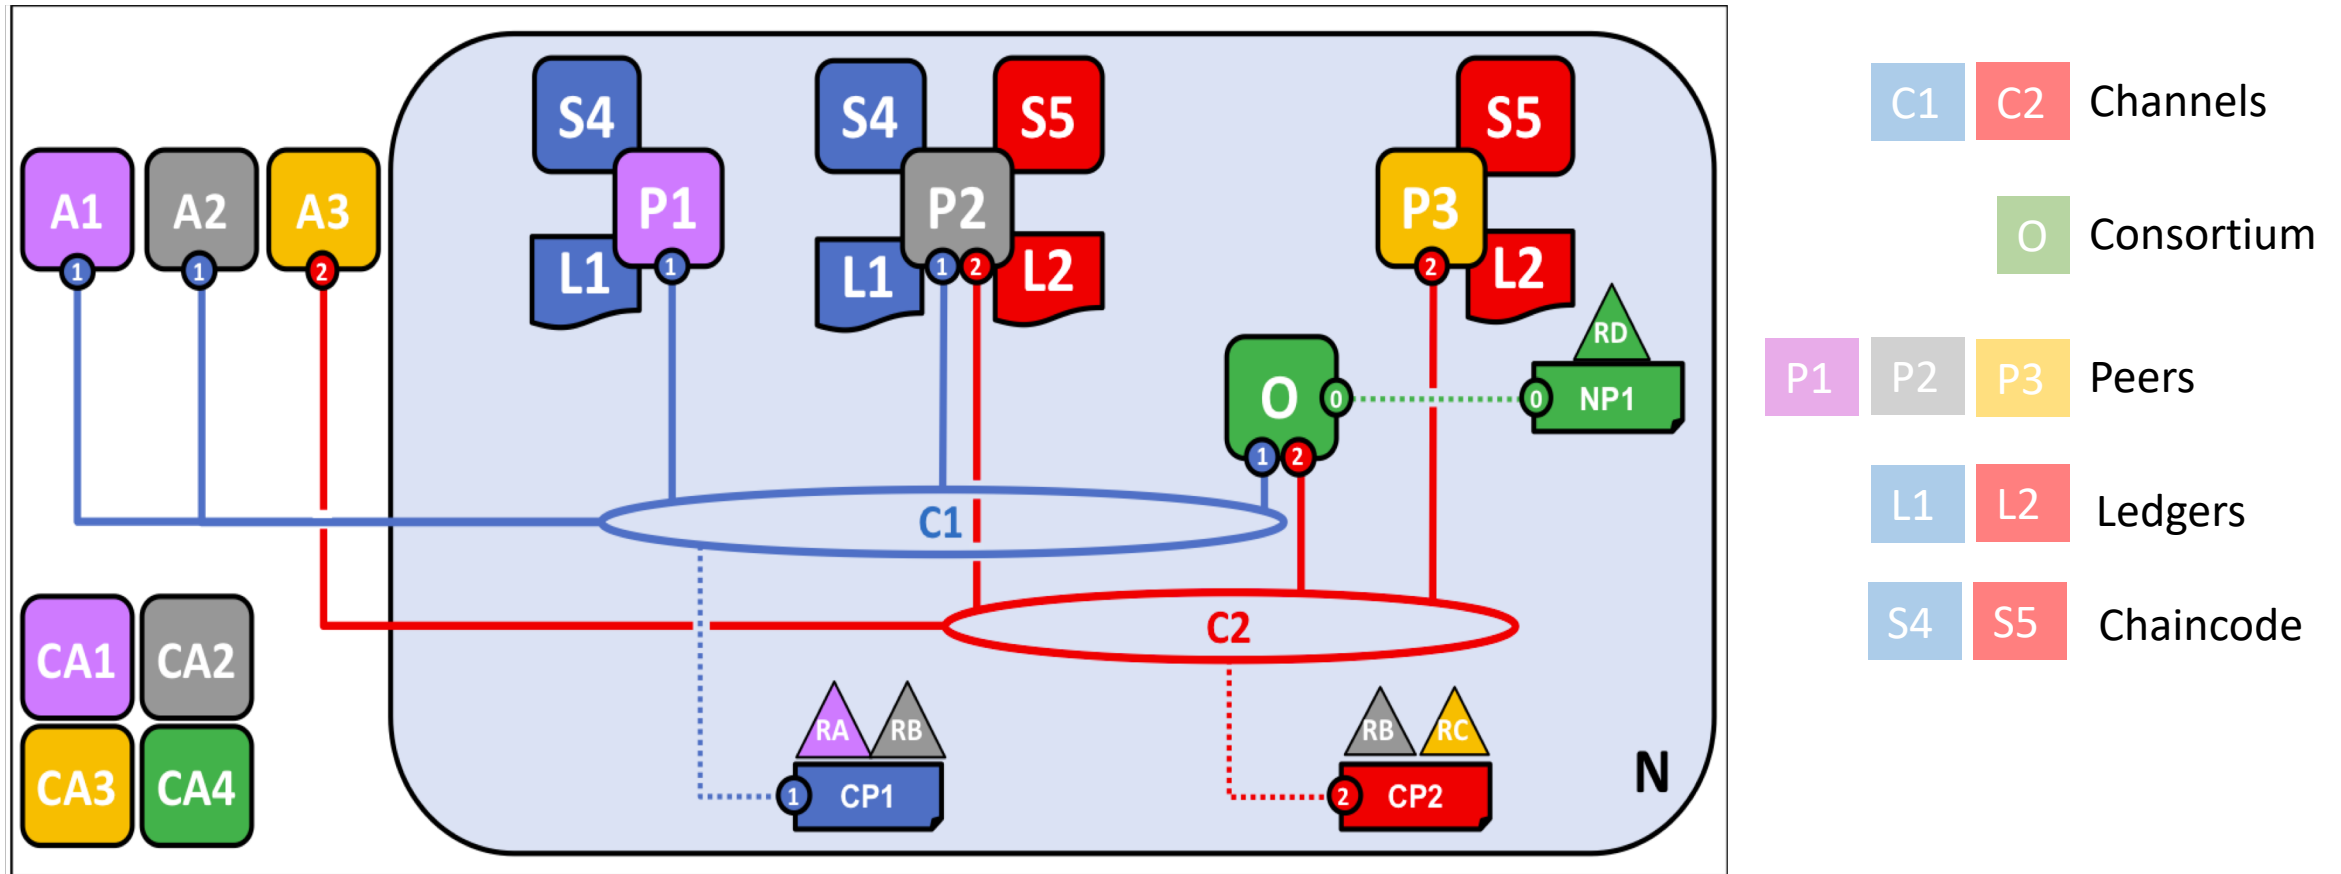 S4 S4 S5 S5
A1 A2 A3 P1 P2 P3
1 1 2 1 1 2 2
L1 L1 L2 L2
RD
O 0 0 NP1
1 2
C1
C2
CA1 CA2
RA RB RB RC
CA3 CA4 1 CP1 2 CP2
N
C1 C2 Channels
O Consortium
P1 P2 P3 Peers
L1 L2 Ledgers
S4 S5 Chaincode